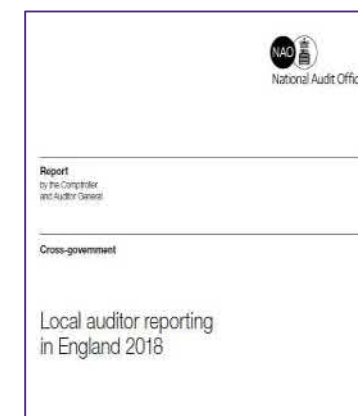 NAO
National Audit Offic
Report
by the Comptroller
and Auditor General
Cross-government
Local auditor reporting
in England 2018